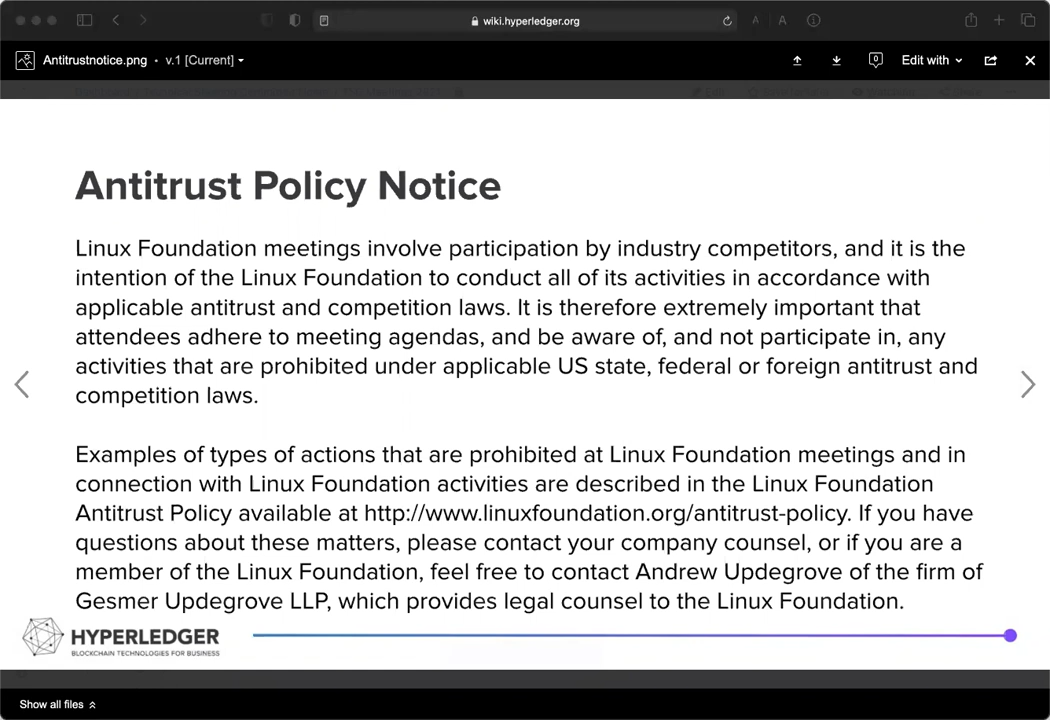 wiki.hyperledger.org
A A
Antitrustnotice.png • v.1 [Current]
0
Edit with
Antitrust Policy Notice
Linux Foundation meetings involve participation by industry competitors, and it is the
intention of the Linux Foundation to conduct all of its activities in accordance with
applicable antitrust and competition laws. It is therefore extremely important that
attendees adhere to meeting agendas, and be aware of, and not participate in, any
activities that are prohibited under applicable US state, federal or foreign antitrust and
competition laws.
Examples of types of actions that are prohibited at Linux Foundation meetings and in
connection with Linux Foundation activities are described in the Linux Foundation
Antitrust Policy available at http://www.linuxfoundation.org/antitrust-policy. If you have
questions about these matters, please contact your company counsel, or if you are a
member of the Linux Foundation, feel free to contact Andrew Updegrove of the firm of
Gesmer Updegrove LLP, which provides legal counsel to the Linux Foundation.
HYPERLEDGER
BLOCKCHAIN TECHNOLOGIES FOR BUSINESS
Show all files